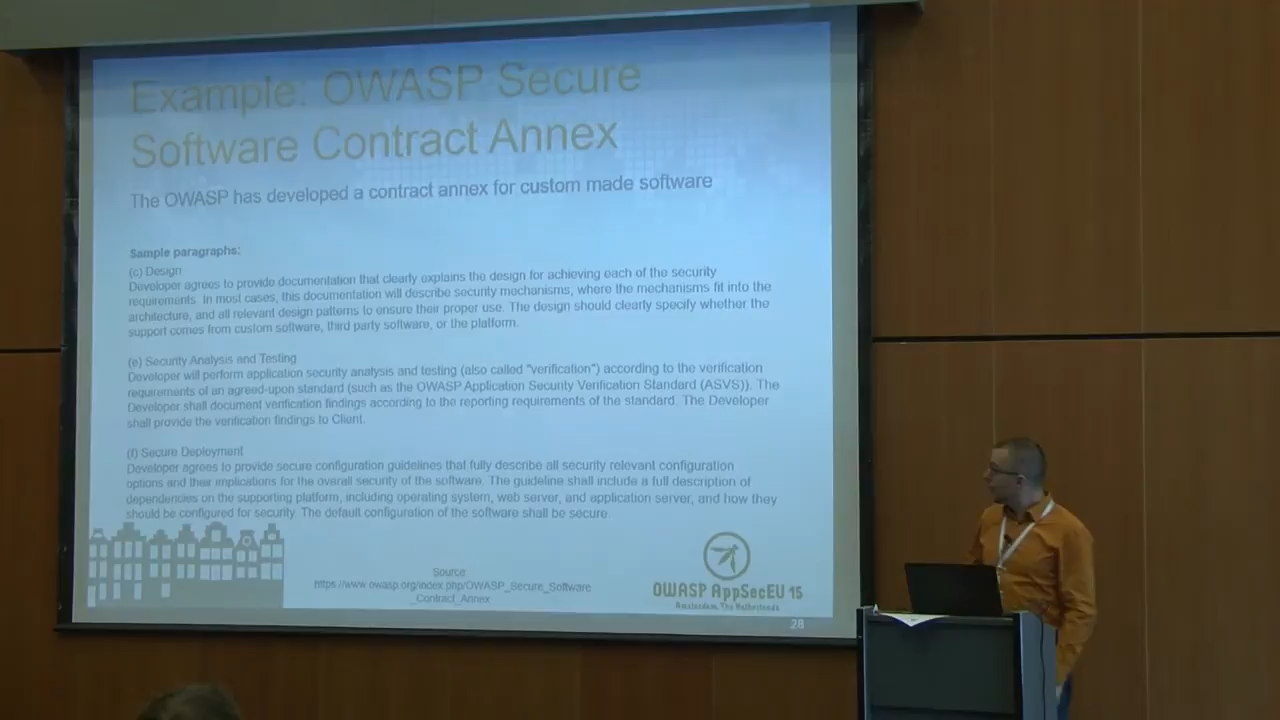 Example: OWASP Secure
Software Contract Annex
The OWASP has developed a contract annex for custom made software
Sample paragraphs:
(c) Design
Developer agrees to provide documentation that clearly explains the design for achieving each of the security
requirements. In most cases, this documentation will describe security mechanisms, where the mechanisms fit into the
architecture, and all relevant design patterns to ensure their proper use. The design should clearly specify whether the
support comes from custom software, third party software, or the platform.
(e) Security Analysis and Testing
Developer will perform application security analysis and testing (also called "verification") according to the verification
requirements of an agreed-upon standard (such as the OWASP Application Security Verification Standard (ASVS)). The
Developer shall document verification findings according to the reporting requirements of the standard. The Developer
shall provide the verification findings to Client.
(f) Secure Deployment
Developer agrees to provide secure configuration guidelines that fully describe all security relevant configuration
options and their implications for the overall security of the software. The guideline shall include a full description of
dependencies on the supporting platform, including operating system, web server, and application server, and how they
should be configured for security. The default configuration of the software shall be secure.
Source
https://www.owasp.org/index.php/OWASP_Secure_Software
_Contract_Annex
OWASP AppSecEU 15
Amsterdam, The Netherlands
28